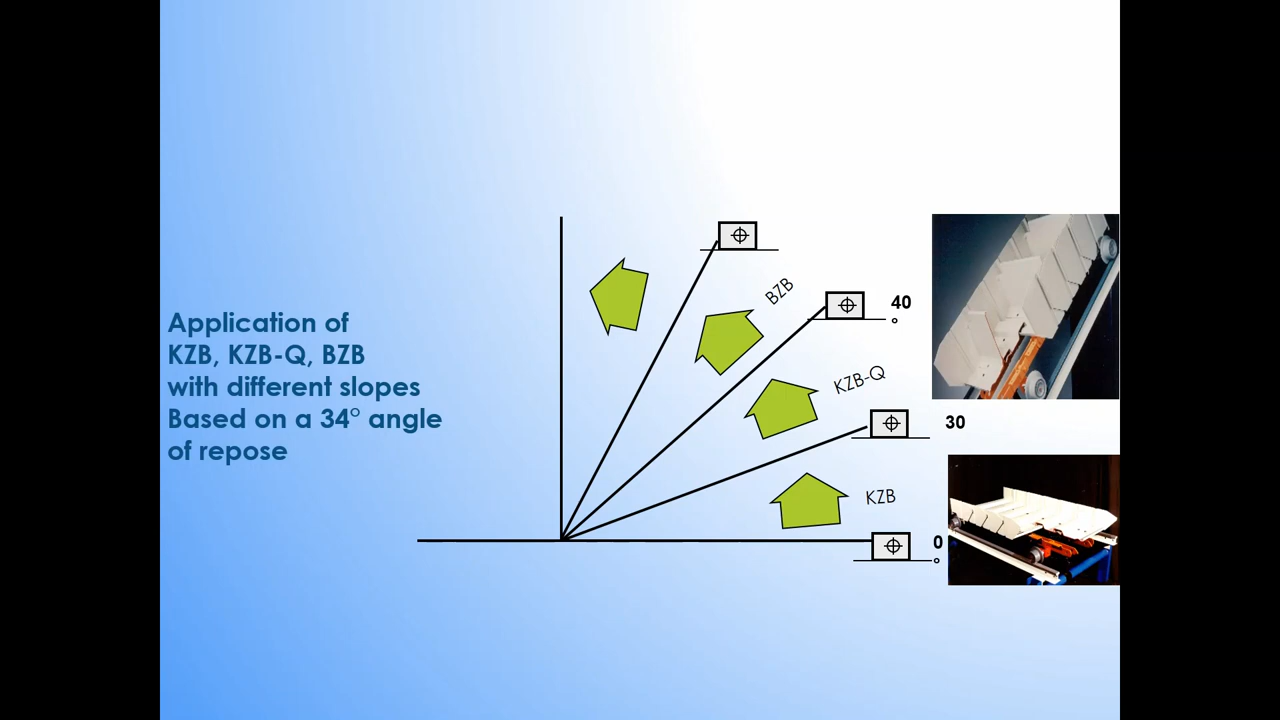 Application of
KZB, KZB-Q, BZB
with different slopes
Based on a 34° angle
of repose
BZB
40
°
KZB-Q
30
KZB
0
°